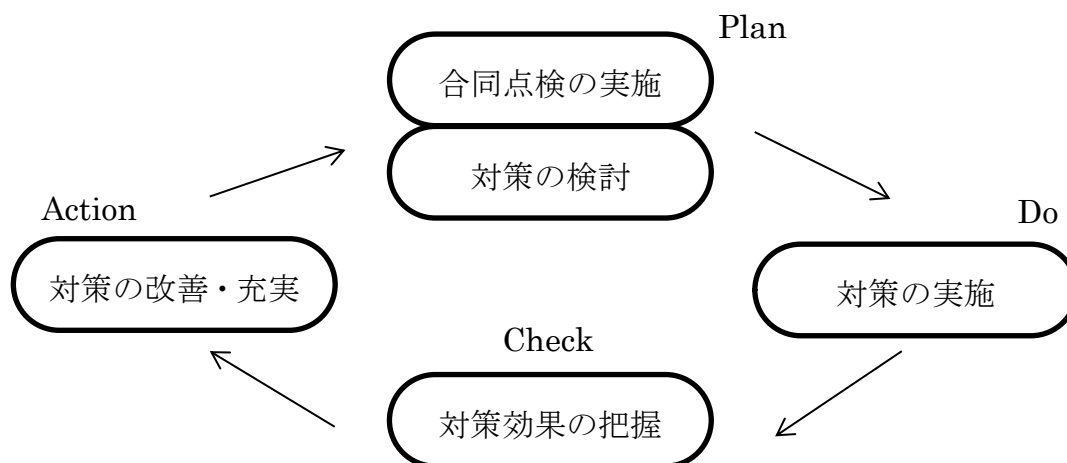 Plan
合同点検の実施
対策の検討
Action
Do
対策の改善・充実
対策の実施
Check
対策効果の把握